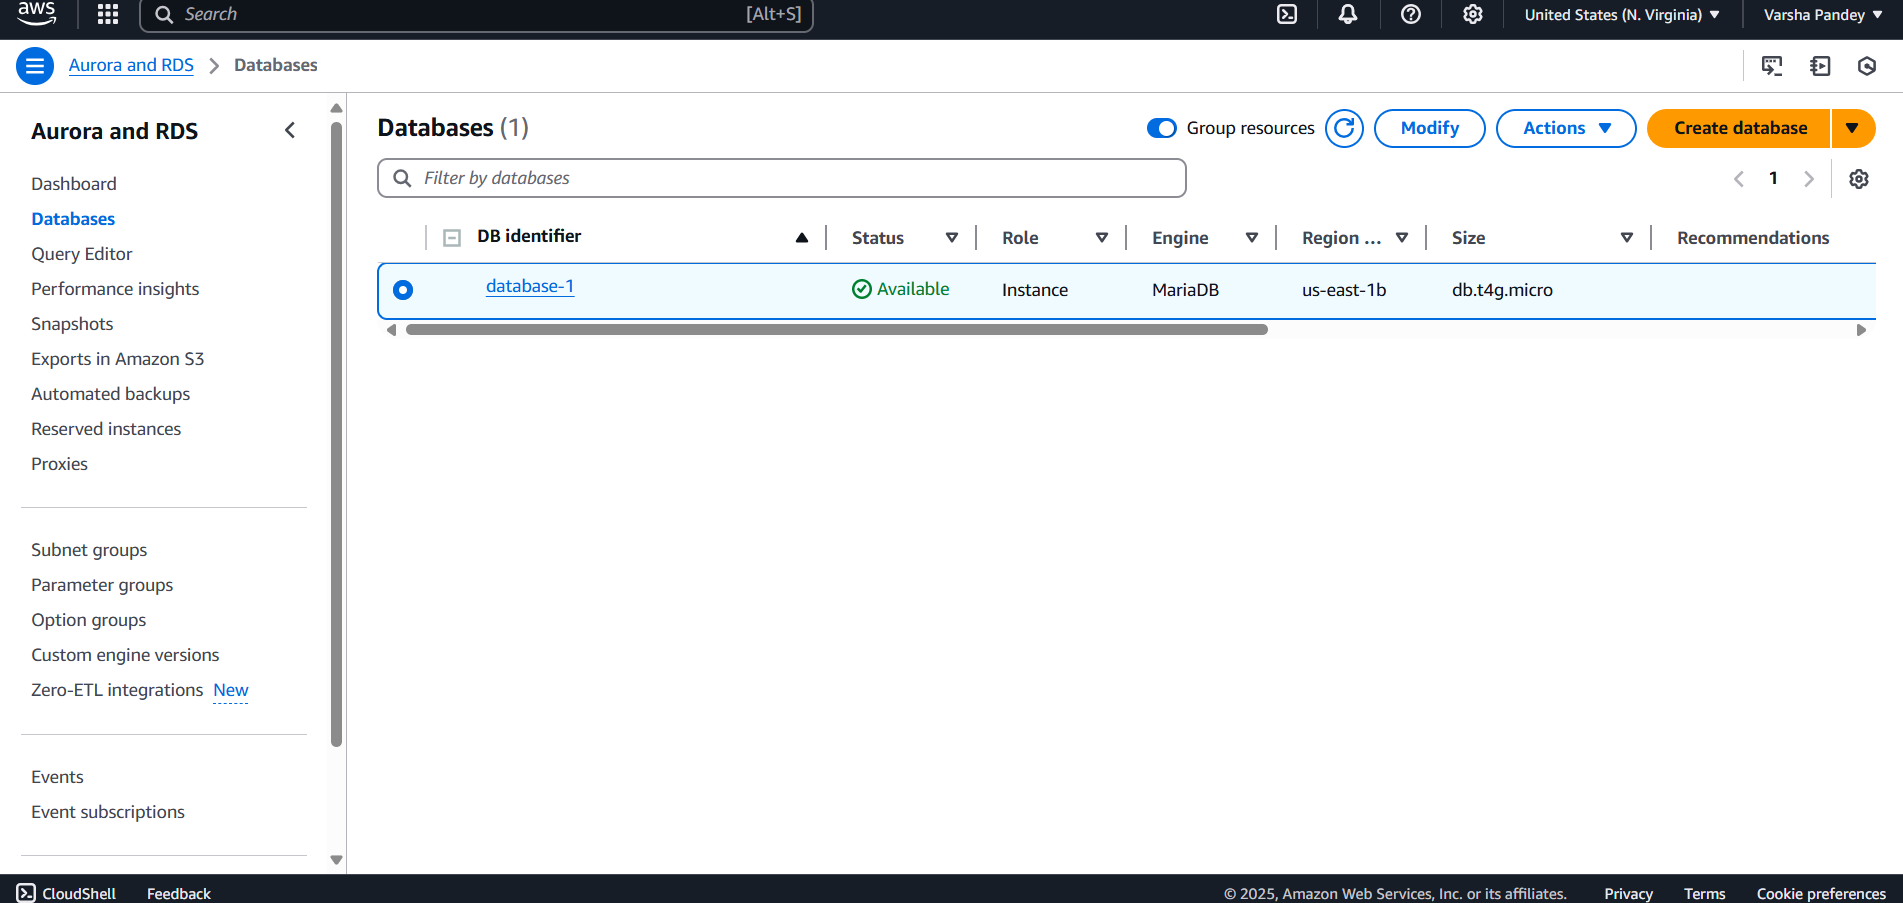 aws
Search [Alt+S]
United States (N. Virginia)
Varsha Pandey
Aurora and RDS
Databases
Aurora and RDS
Dashboard
Databases
Query Editor
Performance insights
Snapshots
Exports in Amazon S3
Automated backups
Reserved instances
Proxies
Subnet groups
Parameter groups
Option groups
Custom engine versions
Zero-ETL integrations New
Events
Event subscriptions
Databases (1)
Group resources
Modify
Actions
Create database
Filter by databases
1
DB identifier Status Role Engine Region ... Size Recommendations
database-1 Available Instance MariaDB us-east-1b db.t4g.micro
CloudShell Feedback © 2025, Amazon Web Services, Inc. or its affiliates. Privacy Terms Cookie preferences